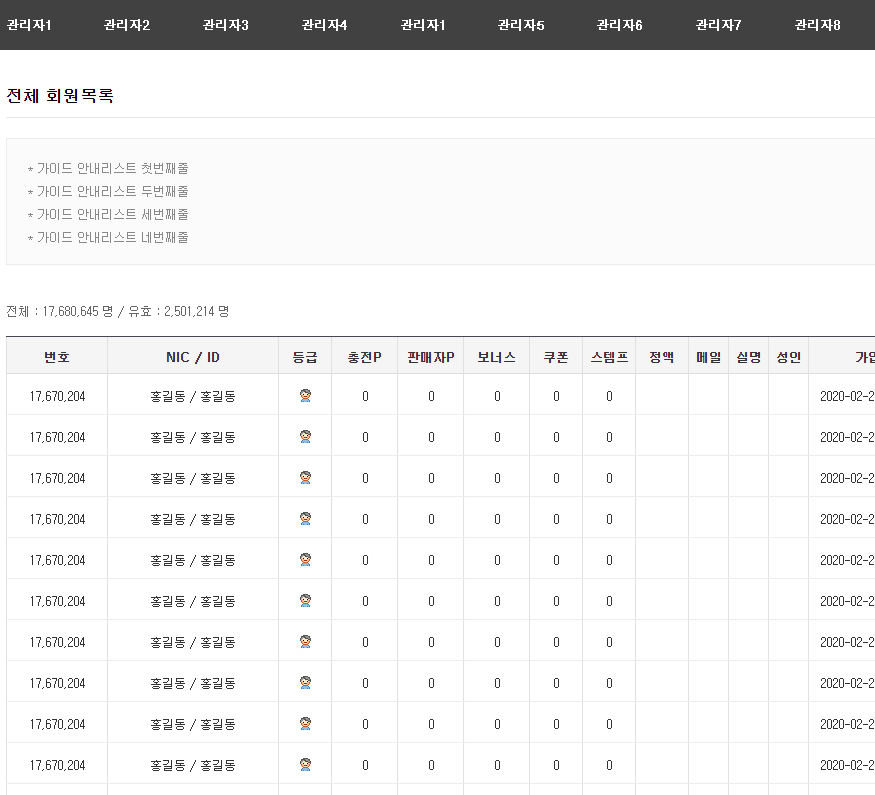 관리자1 관리자2 관리자3 관리자4 관리자1 관리자5 관리자6 관리자7 관리자8
전체 회원목록
* 가이드 안내리스트 첫번째줄
* 가이드 안내리스트 두번째줄
* 가이드 안내리스트 세번째줄
* 가이드 안내리스트 네번째줄
전체 : 17,680,645 명 / 유효 : 2,501,214 명
번호 NIC / ID 등급 충전P 판매자P 보너스 쿠폰 스템프 정액 메일 실명 성인 가입
17,670,204 홍길동 / 홍길동 0 0 0 0 0 2020-02-2
17,670,204 홍길동 / 홍길동 0 0 0 0 0 2020-02-2
17,670,204 홍길동 / 홍길동 0 0 0 0 0 2020-02-2
17,670,204 홍길동 / 홍길동 0 0 0 0 0 2020-02-2
17,670,204 홍길동 / 홍길동 0 0 0 0 0 2020-02-2
17,670,204 홍길동 / 홍길동 0 0 0 0 0 2020-02-2
17,670,204 홍길동 / 홍길동 0 0 0 0 0 2020-02-2
17,670,204 홍길동 / 홍길동 0 0 0 0 0 2020-02-2
17,670,204 홍길동 / 홍길동 0 0 0 0 0 2020-02-2
17,670,204 홍길동 / 홍길동 0 0 0 0 0 2020-02-2